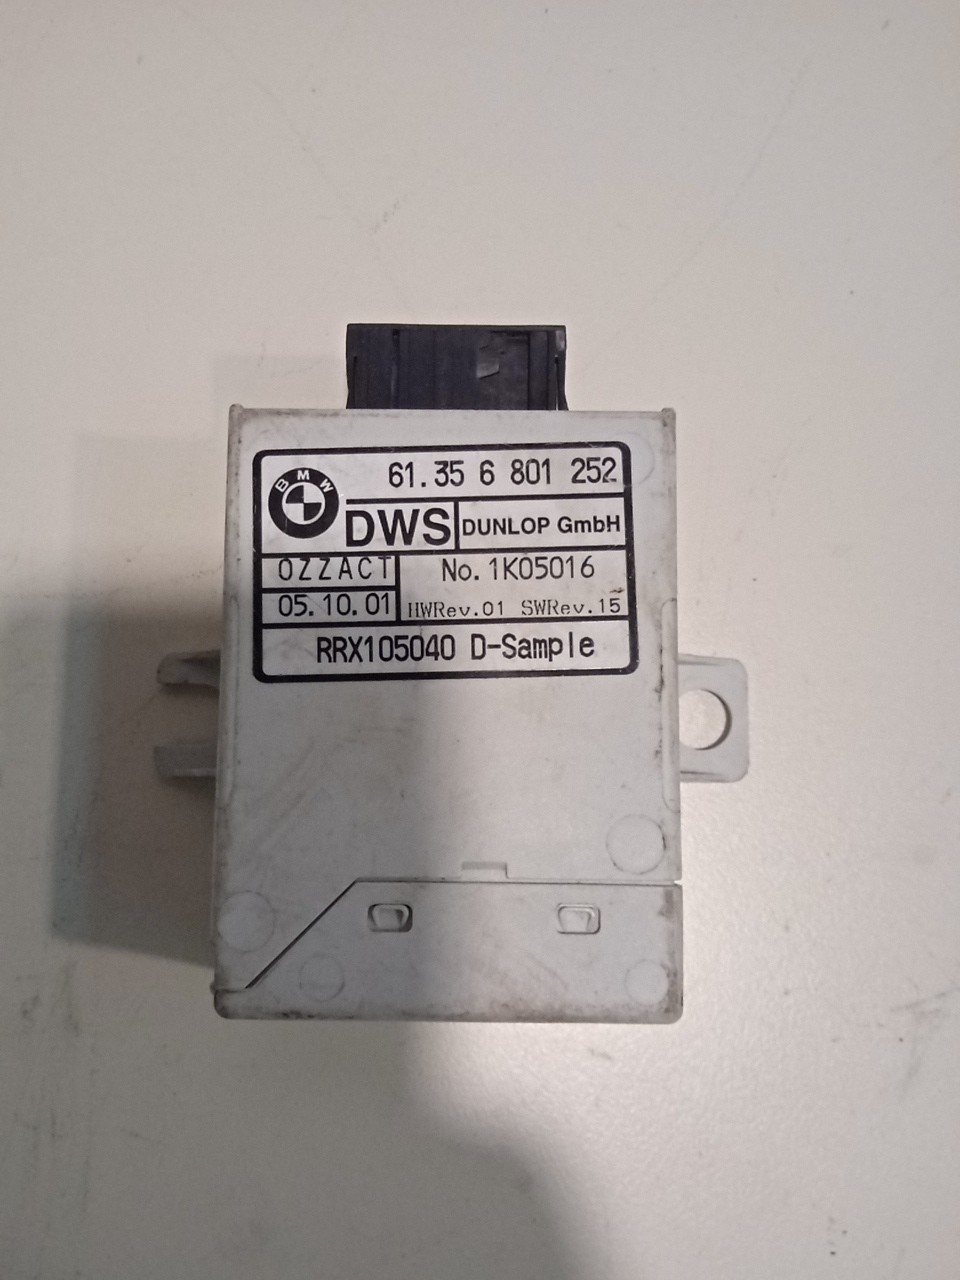 BMW
61.35 6 801 252
DWS
DUNLOP GmbH
OZZACT
No.1K05016
05.10.01
HWRev.01 SWRev.15
RRX105040 D-Sample